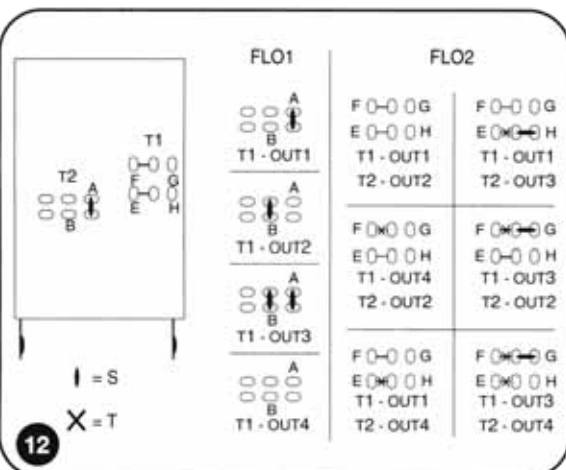 FLO1
FLO2
T2
A
B
T1
F
G
E
H
= S
X = T
12
A
B
T1 - OUT1
A
B
T1 - OUT2
A
B
T1 - OUT3
A
B
T1 - OUT4
F G
E H
T1 - OUT1
T2 - OUT2
F G
E H
T1 - OUT1
T2 - OUT3
F G
E H
T1 - OUT4
T2 - OUT2
F G
E H
T1 - OUT3
T2 - OUT2
F G
E H
T1 - OUT1
T2 - OUT4
F G
E H
T1 - OUT3
T2 - OUT4